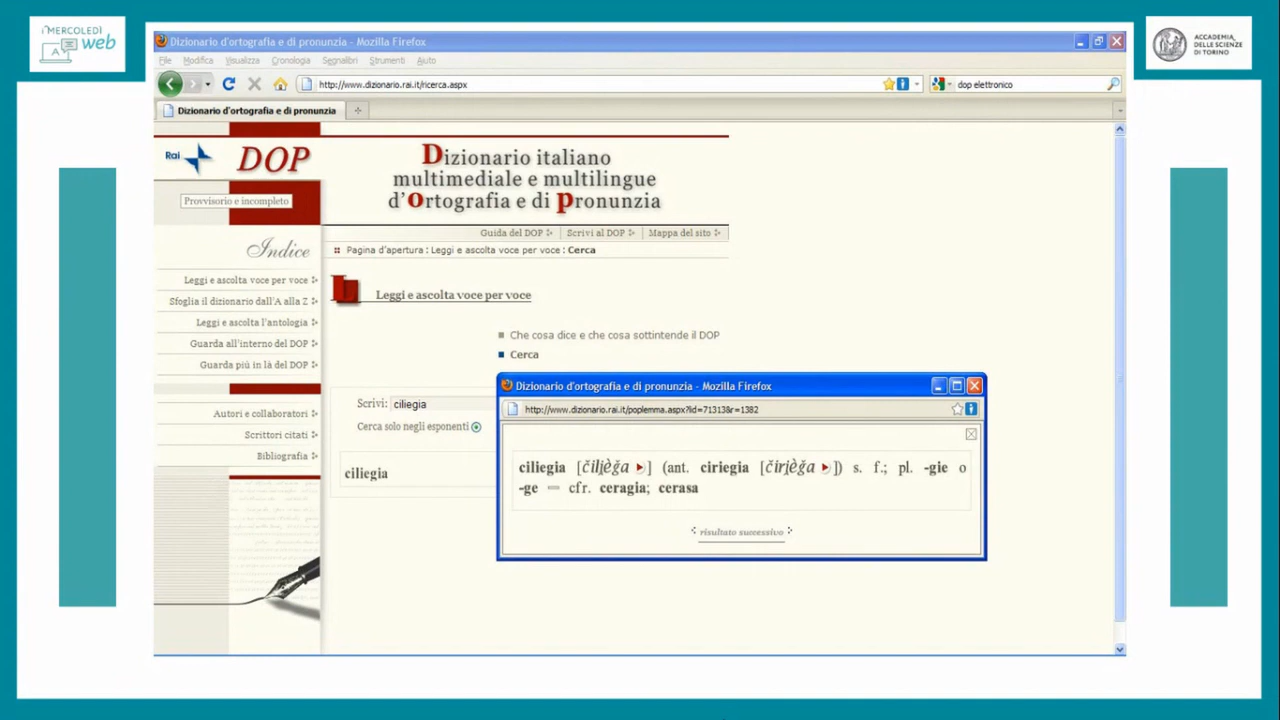 i MERCOLEDÌ
web
A
ACCADEMIA
DELLE SCIENZE
DI TORINO
Dizionario d'ortografia e di pronunzia - Mozilla Firefox
File Modifica Visualizza Cronologia Segnalibri Strumenti Aiuto
http://www.dizionario.rai.it/ricerca.aspx
dop elettronico
Dizionario d'ortografia e di pronunzia
Rai
DOP
Dizionario italiano
multimediale e multilingue
d'ortografia e di pronunzia
Provvisorio e incompleto
Guida del DOP
Scrivi al DOP
Mappa del sito
Pagina d'apertura : Leggi e ascolta voce per voce : Cerca
Indice
Leggi e ascolta voce per voce
Sfoglia il dizionario dall'A alla Z
Leggi e ascolta l'antologia
Guarda all'interno del DOP
Guarda più in là del DOP
Autori e collaboratori
Scrittori citati
Bibliografia
Leggi e ascolta voce per voce
Che cosa dice e che cosa sottintende il DOP
Cerca
Scrivi: ciliegia
Cerca solo negli esponenti
ciliegia
Dizionario d'ortografia e di pronunzia - Mozilla Firefox
http://www.dizionario.rai.it/poplemma.aspx?lid=71313&r=1382
ciliegia [čili̯èǧa ] (ant. ciriegia [čiri̯èǧa ]) s. f.; pl. -gie o
-ge = cfr. ceragia; cerasa
risultato successivo